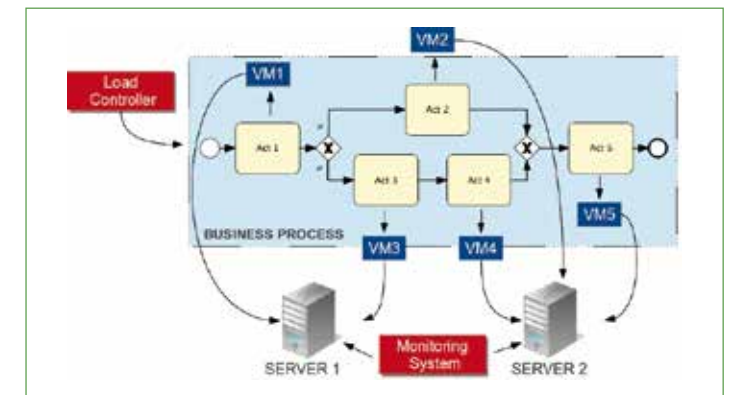 VM2
VM1
Load
Controller
Act 2
Act 1
X
X
Act 5
Act 3
Act 4
VM5
BUSINESS PROCESS
VM3
VM4
Monitoring
System
SERVER 1
SERVER 2